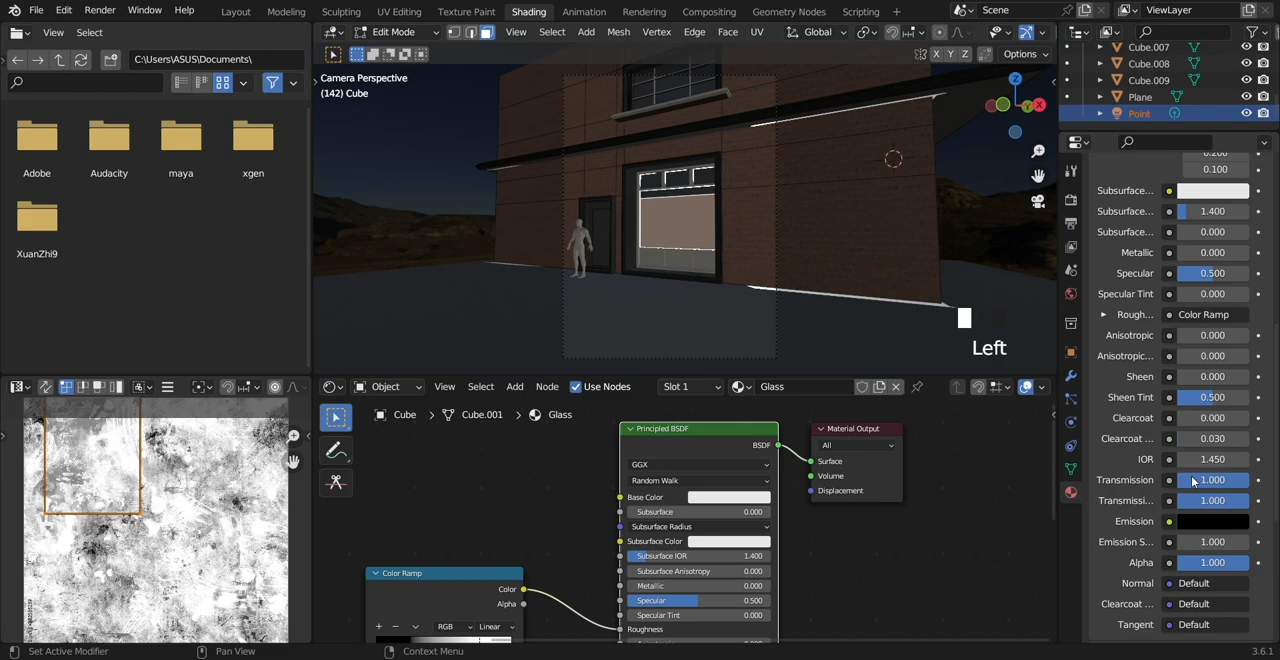 File Edit Render Window Help Layout Modeling Sculpting UV Editing Texture Paint Shading Animation Rendering Compositing Geometry Nodes Scripting + Scene ViewLayer
View Select Edit Mode View Select Add Mesh Vertex Edge Face UV Global
C:\Users\ASUS\Documents\ X Y Z Options
Camera Perspective
(142) Cube
Adobe Audacity maya xgen
XuanZhi9
Z
Y X
Left
Cube.007
Cube.008
Cube.009
Plane
Point
0.200
0.100
Subsurface...
Subsurface... 1.400
Subsurface... 0.000
Metallic 0.000
Specular 0.500
Specular Tint 0.000
Rough... Color Ramp
Anisotropic 0.000
Anisotropic... 0.000
Sheen 0.000
Sheen Tint 0.500
Clearcoat 0.000
Clearcoat ... 0.030
IOR 1.450
Transmission 1.000
Transmissi... 1.000
Emission
Emission S... 1.000
Alpha 1.000
Normal Default
Clearcoat ... Default
Tangent Default
Object View Select Add Node Use Nodes Slot 1 Glass
Cube Cube.001 Glass
Principled BSDF
BSDF
GGX
Random Walk
Base Color
Subsurface 0.000
Subsurface Radius
Subsurface Color
Subsurface IOR 1.400
Subsurface Anisotropy 0.000
Metallic 0.000
Specular 0.500
Specular Tint 0.000
Roughness
Material Output
All
Surface
Volume
Displacement
Color Ramp
Color
Alpha
+ − RGB Linear
Set Active Modifier Pan View Context Menu 3.6.1